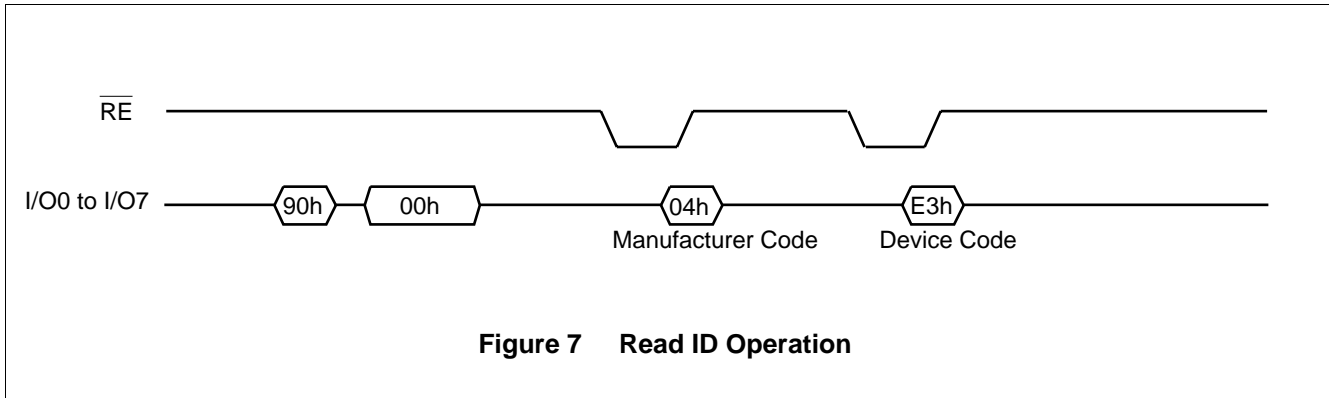 RE
I/O0 to I/O7
90h 00h 04h E3h
Manufacturer Code Device Code
Figure 7 Read ID Operation